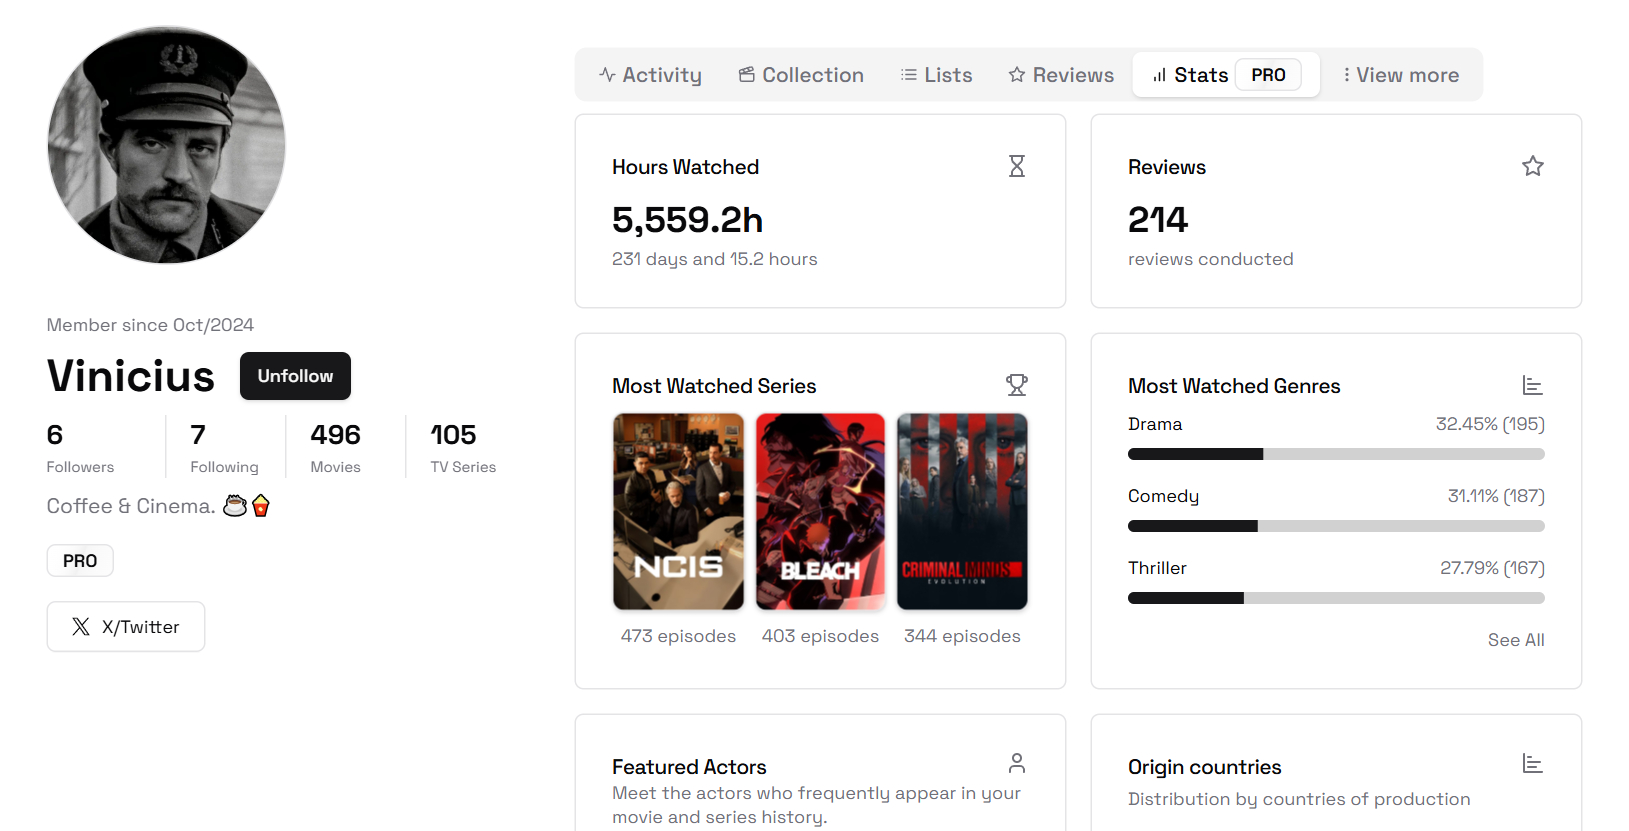 Activity
Collection
Lists
Reviews
Stats PRO
View more
Member since Oct/2024
Vinicius
Unfollow
6
Followers
7
Following
496
Movies
105
TV Series
Coffee & Cinema. ☕🍿
PRO
X/Twitter
Hours Watched
5,559.2h
231 days and 15.2 hours
Reviews
214
reviews conducted
Most Watched Series
NCIS
BLEACH
CRIMINAL MINDS
EVOLUTION
473 episodes
403 episodes
344 episodes
Most Watched Genres
Drama
32.45% (195)
Comedy
31.11% (187)
Thriller
27.79% (167)
See All
Featured Actors
Meet the actors who frequently appear in your
movie and series history.
Origin countries
Distribution by countries of production